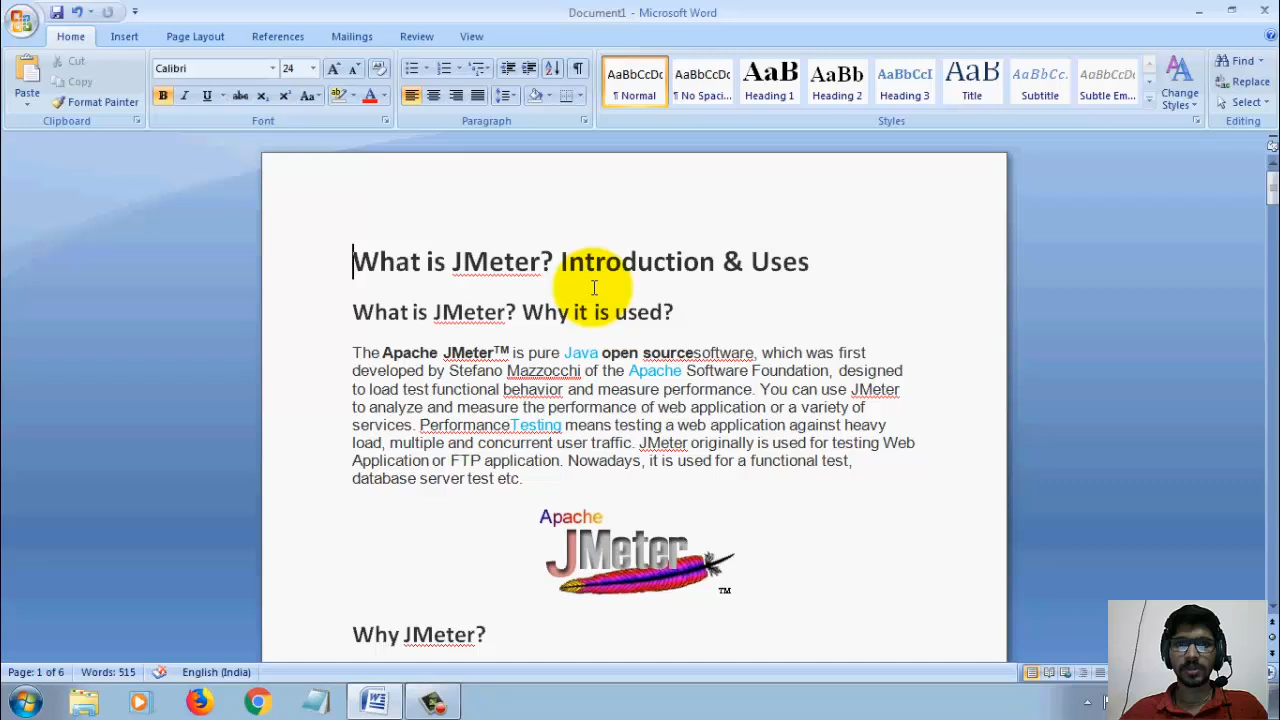 Document1 - Microsoft Word
Home Insert Page Layout References Mailings Review View
Cut
Copy
Format Painter
Paste
Clipboard
Calibri 24
B I U abc x₂ x² Aa
Font
Paragraph
AaBbCcDc AaBbCcDc AaB AaBb AaBbCcI AaB AaBbCc. AaBbCcDc
¶ Normal ¶ No Spaci... Heading 1 Heading 2 Heading 3 Title Subtitle Subtle Em...
Change Styles
Styles
Find
Replace
Select
Editing
What is JMeter? Introduction & Uses
What is JMeter? Why it is used?
The Apache JMeter™ is pure Java open sourcesoftware, which was first
developed by Stefano Mazzocchi of the Apache Software Foundation, designed
to load test functional behavior and measure performance. You can use JMeter
to analyze and measure the performance of web application or a variety of
services. PerformanceTesting means testing a web application against heavy
load, multiple and concurrent user traffic. JMeter originally is used for testing Web
Application or FTP application. Nowadays, it is used for a functional test,
database server test etc.
Apache
JMeter
TM
Why JMeter?
Page: 1 of 6 Words: 515 English (India)